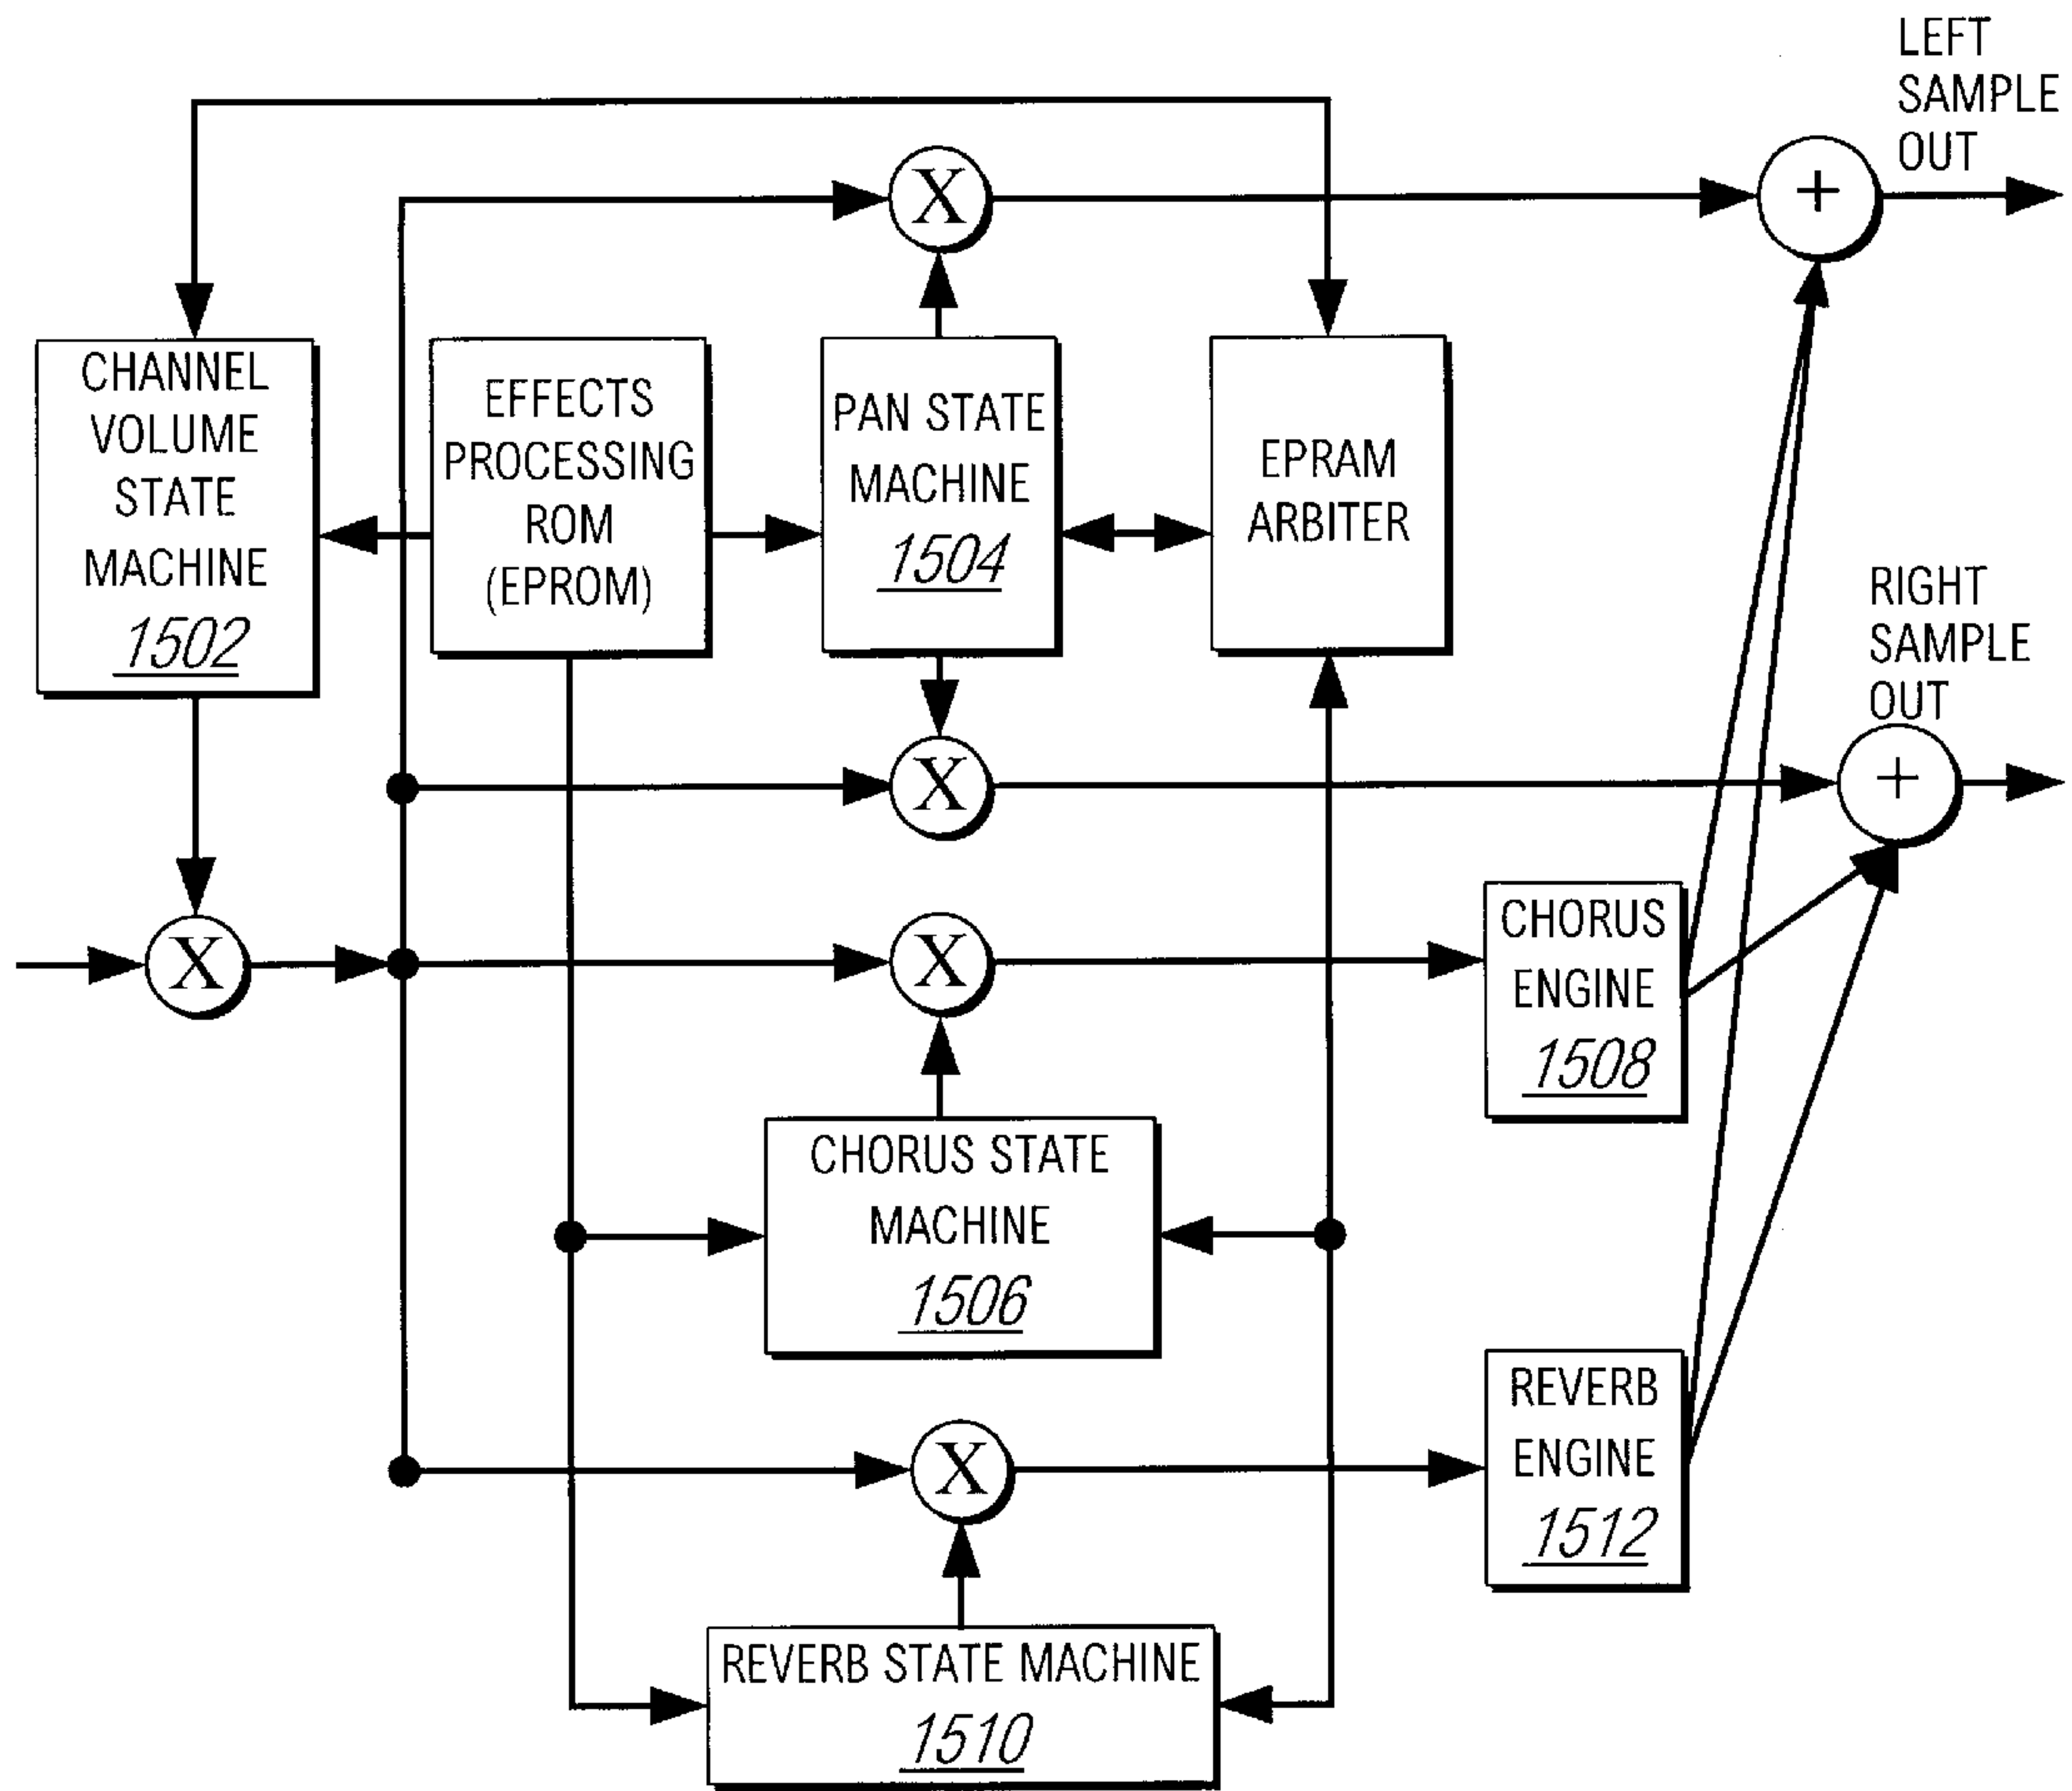 LEFT
SAMPLE
OUT
X
+
CHANNEL
VOLUME
STATE
MACHINE
1502
EFFECTS
PROCESSING
ROM
(EPROM)
PAN STATE
MACHINE
1504
EPRAM
ARBITER
RIGHT
SAMPLE
OUT
X
+
X
X
CHORUS
ENGINE
1508
CHORUS STATE
MACHINE
1506
X
REVERB
ENGINE
1512
REVERB STATE MACHINE
1510